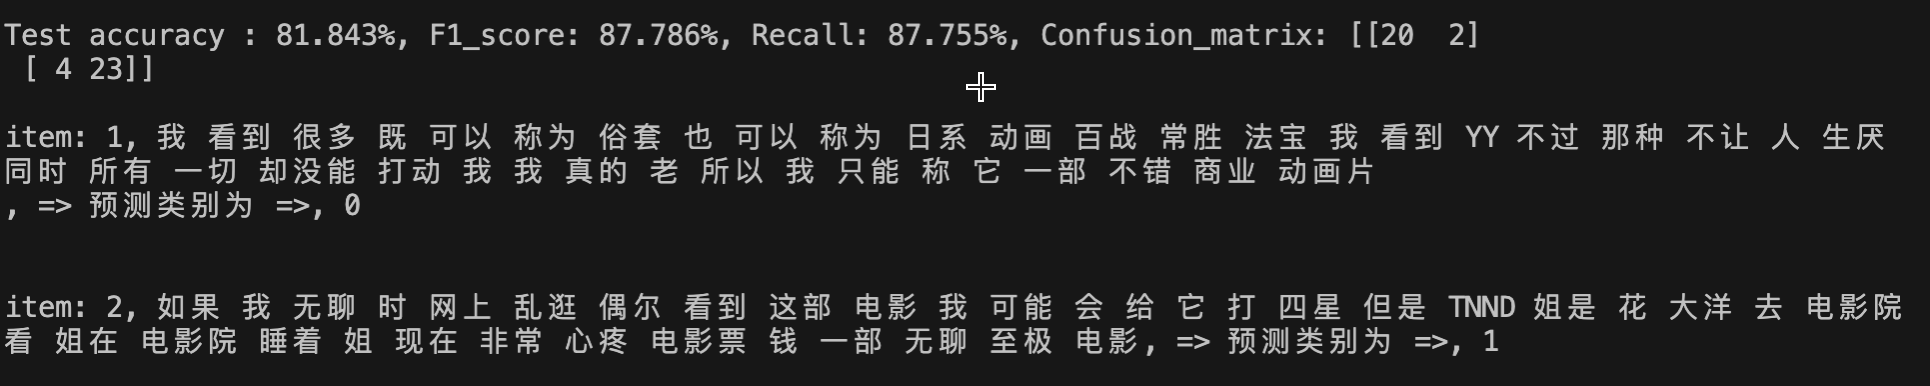 Test accuracy : 81.843%, F1_score: 87.786%, Recall: 87.755%, Confusion_matrix: [[20  2]
 [ 4 23]]
item: 1, 我 看到 很多 既 可以 称为 俗套 也 可以 称为 日系 动画 百战 常胜 法宝 我 看到 YY 不过 那种 不让 人 生厌
同时 所有 一切 却没能 打动 我 我 真的 老 所以 我 只能 称 它 一部 不错 商业 动画片
, => 预测类别为 =>, 0
item: 2, 如果 我 无聊 时 网上 乱逛 偶尔 看到 这部 电影 我 可能 会 给 它 打 四星 但是 TNND 姐是 花 大洋 去 电影院
看 姐在 电影院 睡着 姐 现在 非常 心疼 电影票 钱 一部 无聊 至极 电影, => 预测类别为 =>, 1